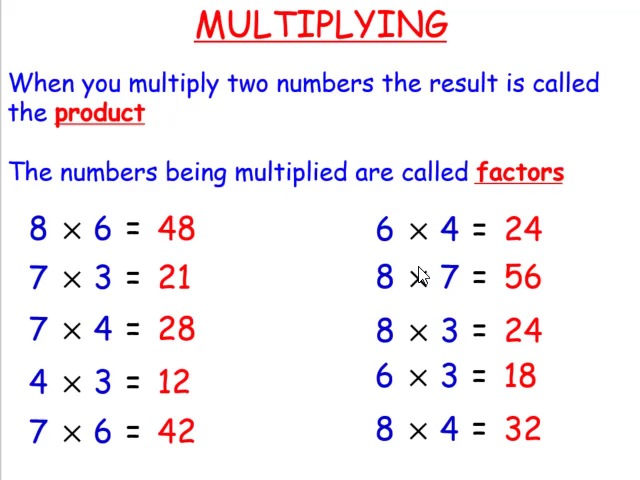 MULTIPLYING
When you multiply two numbers the result is called
the product
The numbers being multiplied are called factors
8 × 6 = 48
7 × 3 = 21
7 × 4 = 28
4 × 3 = 12
7 × 6 = 42
6 × 4 = 24
8 × 7 = 56
8 × 3 = 24
6 × 3 = 18
8 × 4 = 32